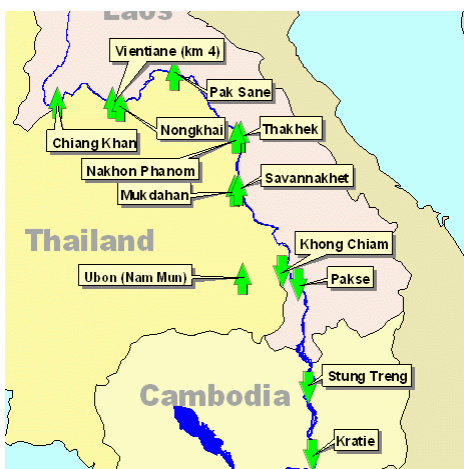 Laos
Vientiane (km 4)
Pak Sane
Nongkhai
Thakhek
Chiang Khan
Nakhon Phanom
Savannakhet
Mukdahan
Thailand
Khong Chiam
Ubon (Nam Mun)
Pakse
Stung Treng
Cambodia
Kratie